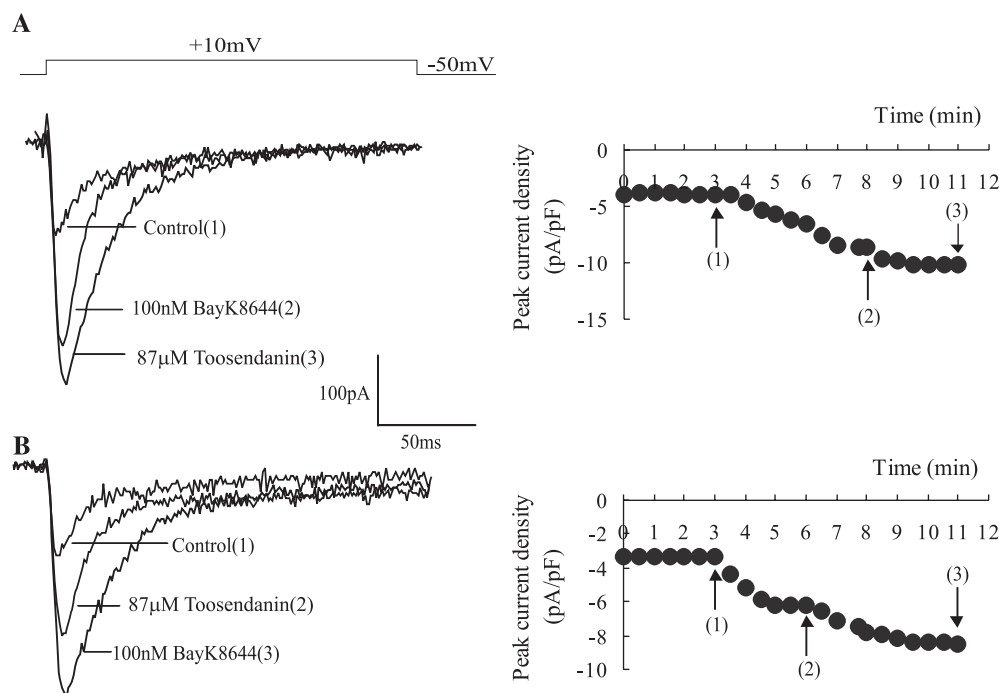 A
+10mV
-50mV
Control(1)
100nM BayK8644(2)
87μM Toosendanin(3)
100pA
50ms
Time (min)
Peak current density
(pA/pF)
0
-5
-10
-15
0 1 2 3 4 5 6 7 8 9 10 11 12
(1)
(2)
(3)
B
Control(1)
87μM Toosendanin(2)
100nM BayK8644(3)
Time (min)
Peak current density
(pA/pF)
0
-2
-4
-6
-8
-10
0 1 2 3 4 5 6 7 8 9 10 11 12
(1)
(2)
(3)